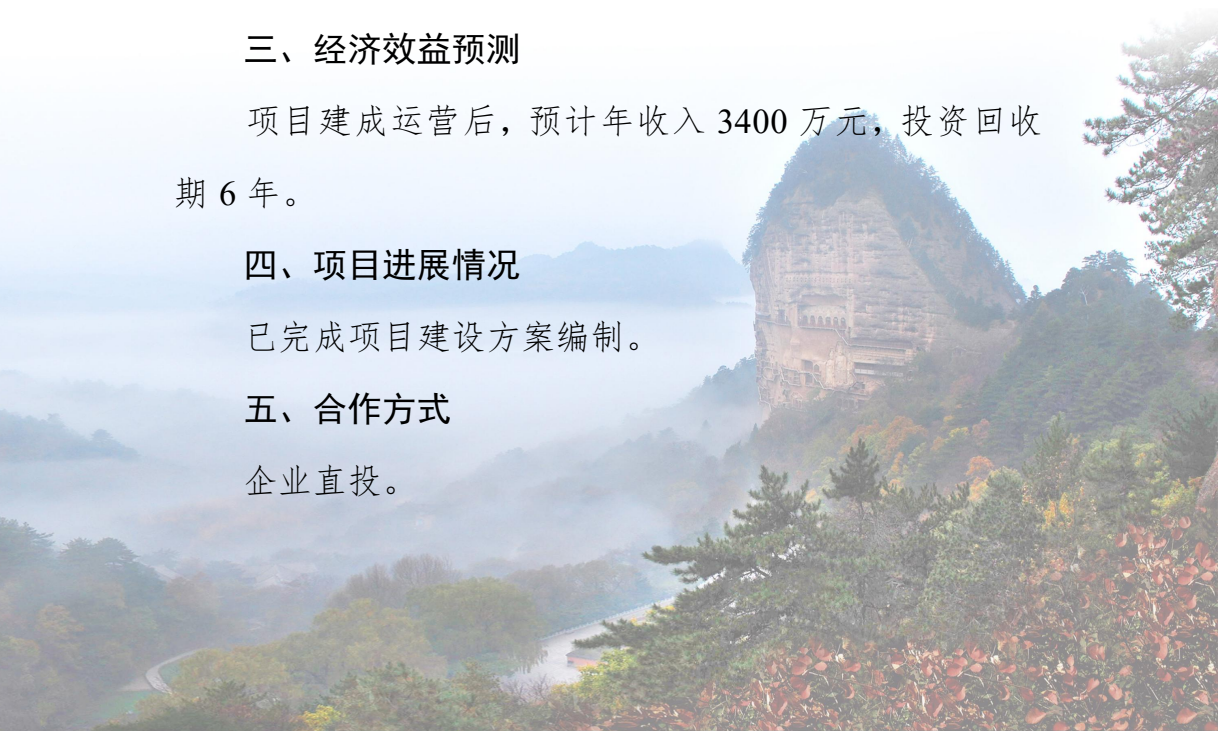 三、经济效益预测
项目建成运营后，预计年收入 3400 万元，投资回收
期 6 年。
四、项目进展情况
已完成项目建设方案编制。
五、合作方式
企业直投。